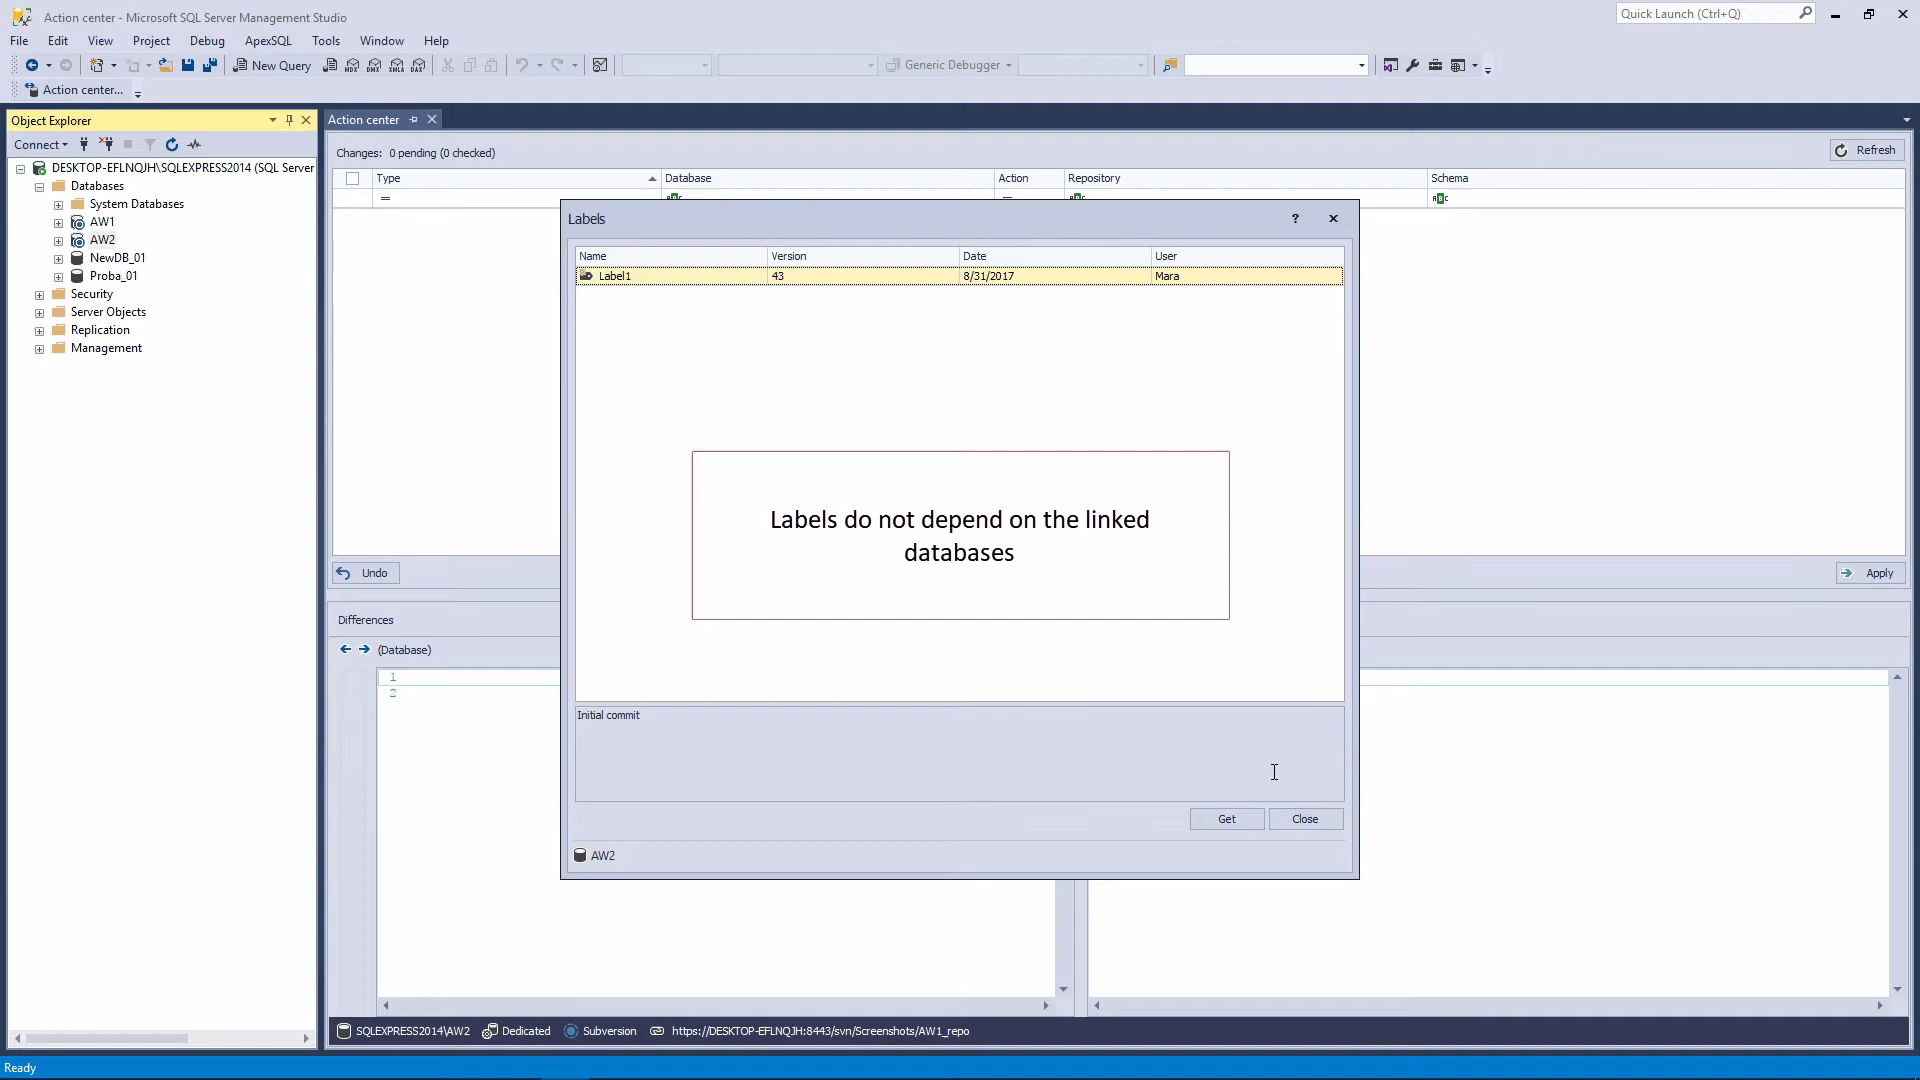 Action center - Microsoft SQL Server Management Studio
Quick Launch (Ctrl+Q)
File Edit View Project Debug ApexSQL Tools Window Help
New Query
MDX DMX XMLA DAX
Generic Debugger
Action center...
Object Explorer
Action center
Connect
Changes: 0 pending (0 checked)
Refresh
DESKTOP-EFLNQJH\SQLEXPRESS2014 (SQL Server
Databases
System Databases
AW1
AW2
NewDB_01
Proba_01
Security
Server Objects
Replication
Management
Type Database Action Repository Schema
Labels
?
Name Version Date User
Label1 43 8/31/2017 Mara
Labels do not depend on the linked
databases
Undo
Apply
Differences
(Database)
1
2
Initial commit
Get Close
AW2
SQLEXPRESS2014\AW2 Dedicated Subversion https://DESKTOP-EFLNQJH:8443/svn/Screenshots/AW1_repo
Ready